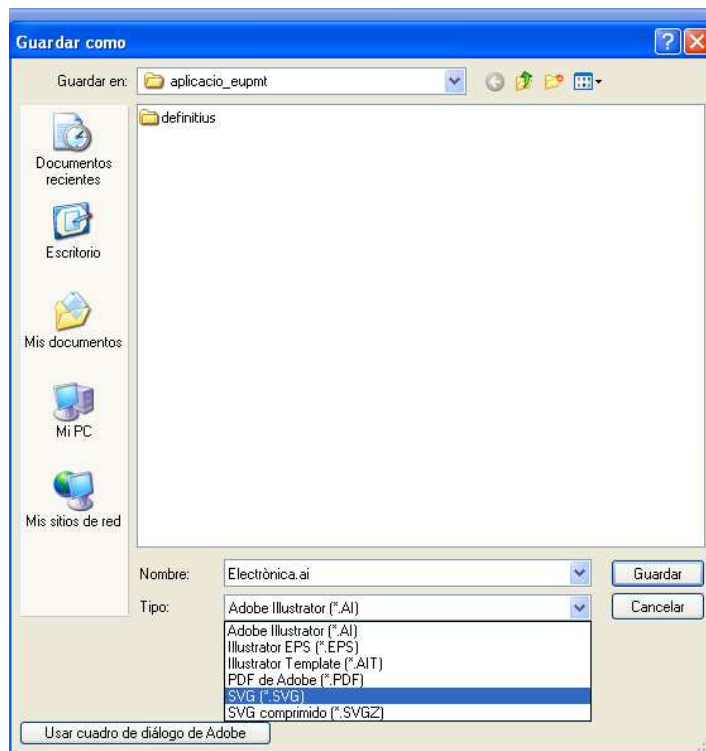 Guardar como
Guardar en:
aplicacio_eupmt
definitius
Documentos
recientes
Escritorio
Mis documentos
Mi PC
Mis sitios de red
Nombre:
Electrònica.ai
Guardar
Tipo:
Adobe Illustrator (*.AI)
Cancelar
Adobe Illustrator (*.AI)
Illustrator EPS (*.EPS)
Illustrator Template (*.AIT)
PDF de Adobe (*.PDF)
SVG (*.SVG)
SVG comprimido (*.SVGZ)
Usar cuadro de diálogo de Adobe